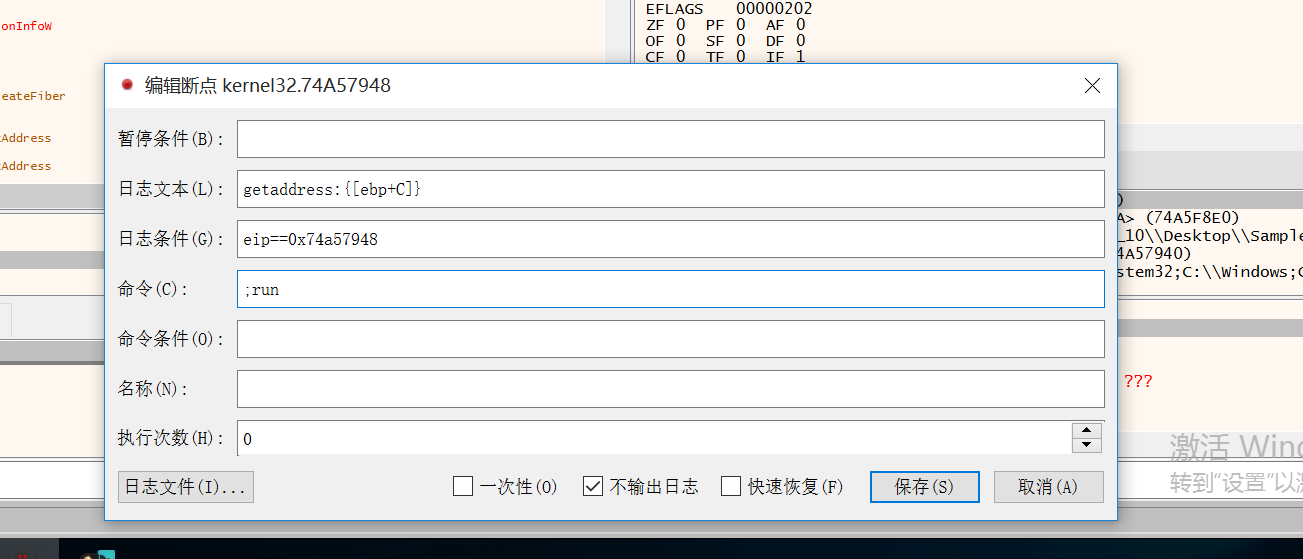 onInfoW
eateFiber
Address
Address
EFLAGS 00000202
ZF 0 PF 0 AF 0
OF 0 SF 0 DF 0
CF 0 TF 0 IF 1
编辑断点 kernel32.74A57948
暂停条件(B):
日志文本(L): getaddress:{[ebp+C]}
日志条件(G): eip==0x74a57948
命令(C): ;run
命令条件(O):
名称(N):
执行次数(H): 0
日志文件(I)... 一次性(O) 不输出日志 快速恢复(F) 保存(S) 取消(A)
)
A> (74A5F8E0)
_10\\Desktop\\Sample
4A57940)
stem32;C:\\Windows;C
???
激活 Wind
转到“设置”以激